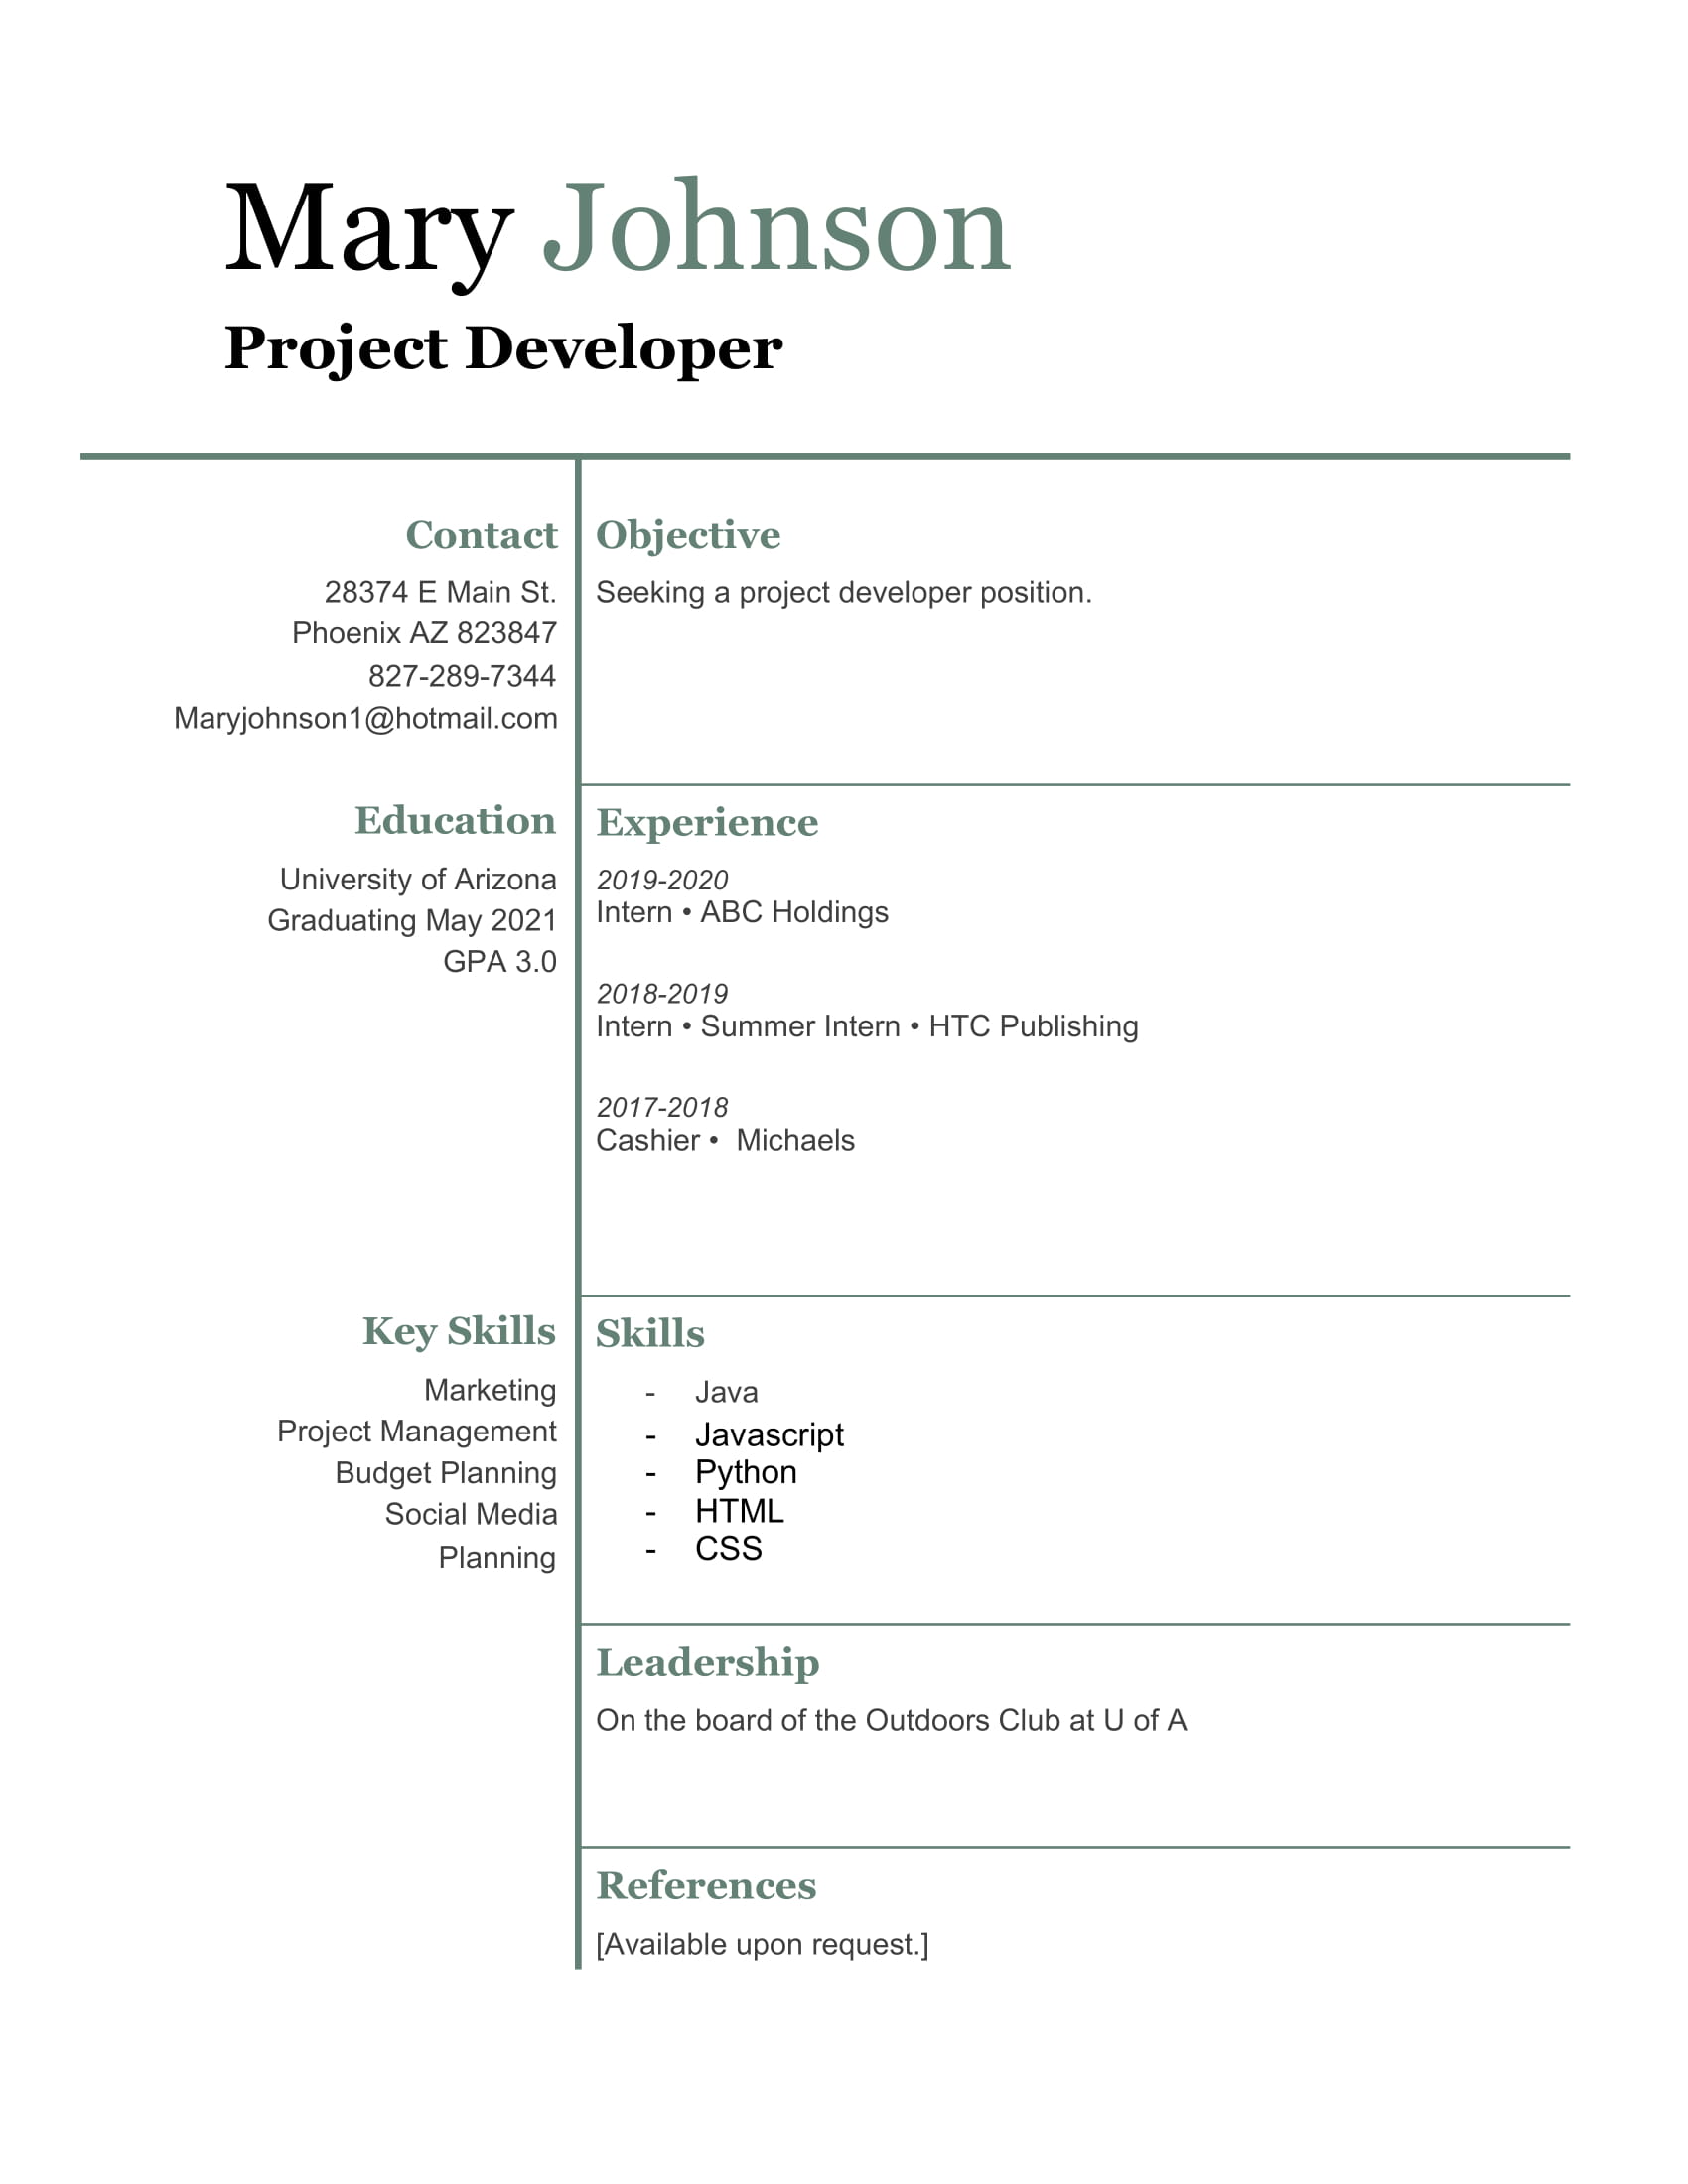 Mary Johnson
Project Developer
Contact
28374 E Main St.
Phoenix AZ 823847
827-289-7344
Maryjohnson1@hotmail.com
Objective
Seeking a project developer position.
Education
University of Arizona
Graduating May 2021
GPA 3.0
Experience
2019-2020
Intern • ABC Holdings
2018-2019
Intern • Summer Intern • HTC Publishing
2017-2018
Cashier •  Michaels
Key Skills
Marketing
Project Management
Budget Planning
Social Media
Planning
Skills
- Java
- Javascript
- Python
- HTML
- CSS
Leadership
On the board of the Outdoors Club at U of A
References
[Available upon request.]